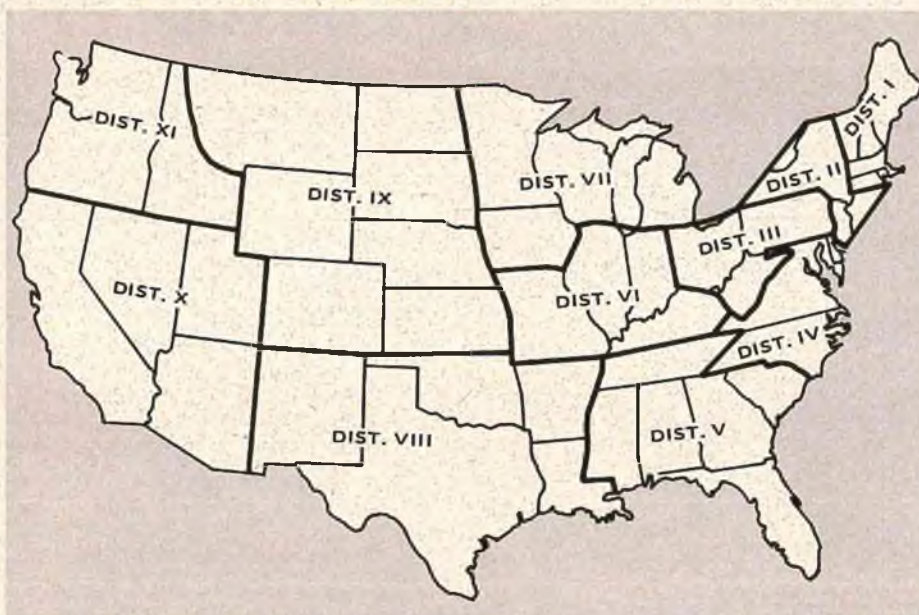 DIST. I
DIST. XI
DIST. II
DIST. VII
DIST. IX
DIST. III
DIST. X
DIST. VI
DIST. IV
DIST. VIII
DIST. V